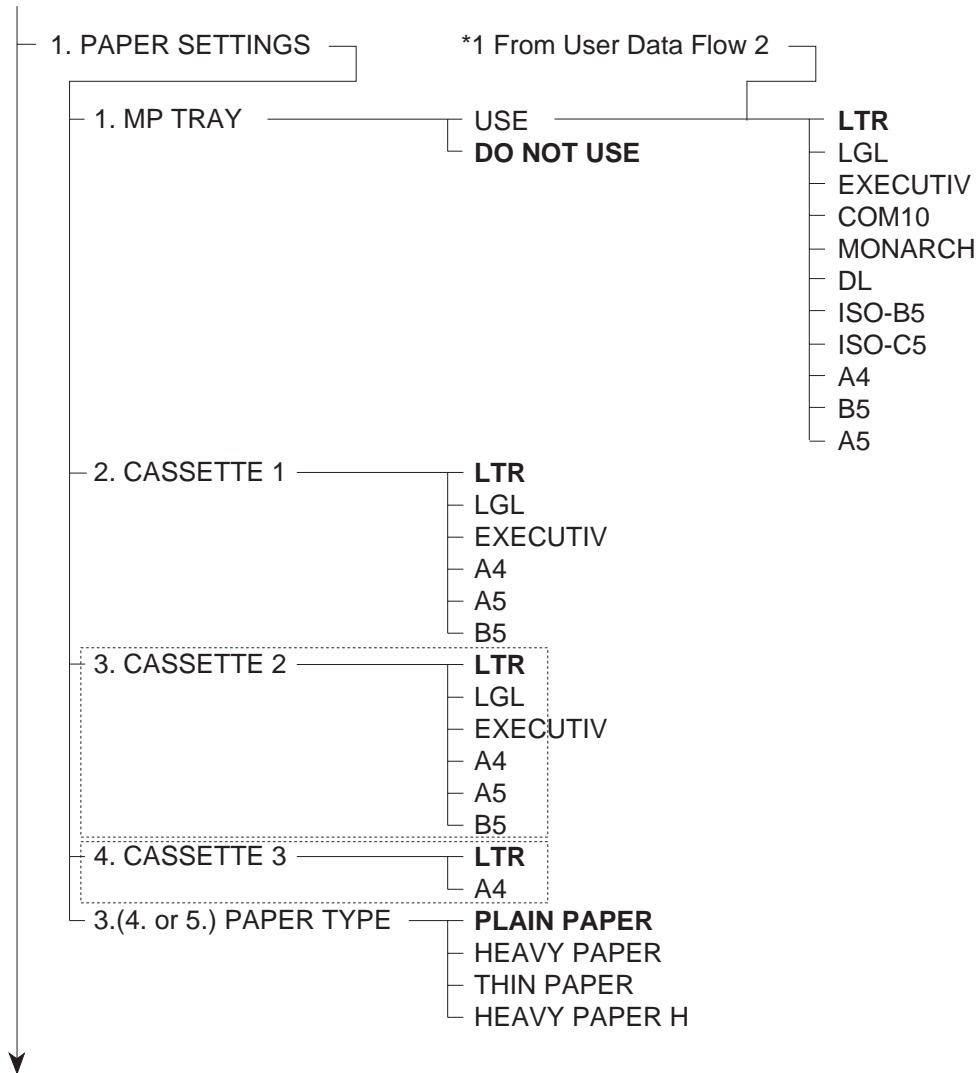 1. PAPER SETTINGS
*1 From User Data Flow 2
1. MP TRAY
USE
DO NOT USE
LTR
LGL
EXECUTIV
COM10
MONARCH
DL
ISO-B5
ISO-C5
A4
B5
A5
2. CASSETTE 1
LTR
LGL
EXECUTIV
A4
A5
B5
3. CASSETTE 2
LTR
LGL
EXECUTIV
A4
A5
B5
4. CASSETTE 3
LTR
A4
3.(4. or 5.) PAPER TYPE
PLAIN PAPER
HEAVY PAPER
THIN PAPER
HEAVY PAPER H